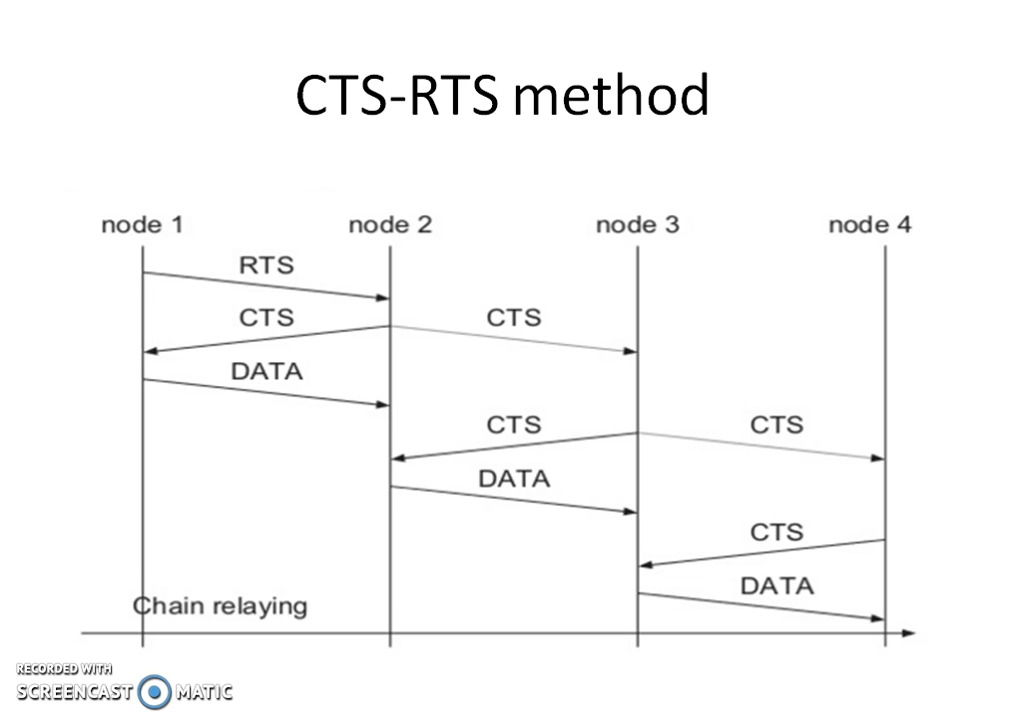 CTS-RTS method
node 1 node 2 node 3 node 4
RTS
CTS CTS
DATA
CTS CTS
DATA
CTS
DATA
Chain relaying
RECORDED WITH
SCREENCAST MATIC